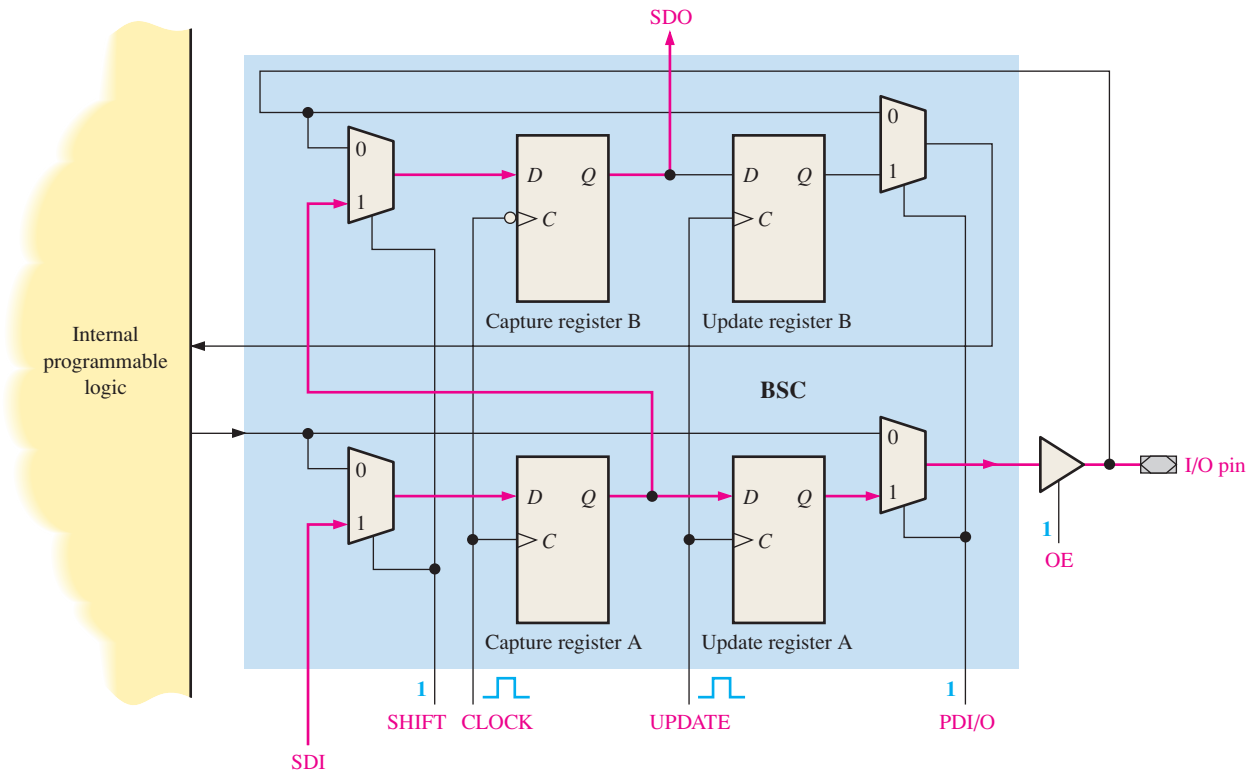 SDO
0
1
D Q
C
Capture register B
D Q
C
Update register B
0
1
Internal
programmable
logic
BSC
0
1
D Q
C
Capture register A
D Q
C
Update register A
0
1
I/O pin
1
OE
1
SHIFT
CLOCK
UPDATE
1
PDI/O
SDI